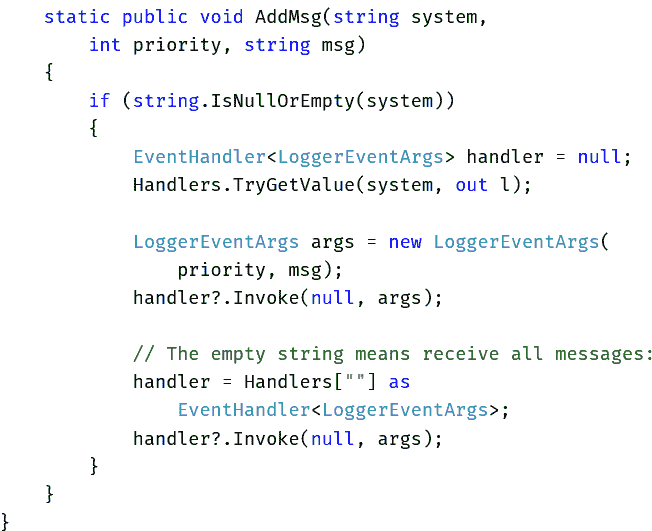 static public void AddMsg(string system,
int priority, string msg)
{
if (string.IsNullOrEmpty(system))
{
EventHandler<LoggerEventArgs> handler = null;
Handlers.TryGetValue(system, out l);
LoggerEventArgs args = new LoggerEventArgs(
priority, msg);
handler?.Invoke(null, args);
// The empty string means receive all messages:
handler = Handlers[""] as
EventHandler<LoggerEventArgs>;
handler?.Invoke(null, args);
}
}
}